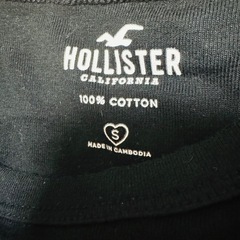 HOLLISTER
CALIFORNIA
100% COTTON
S
MADE IN CAMBODIA